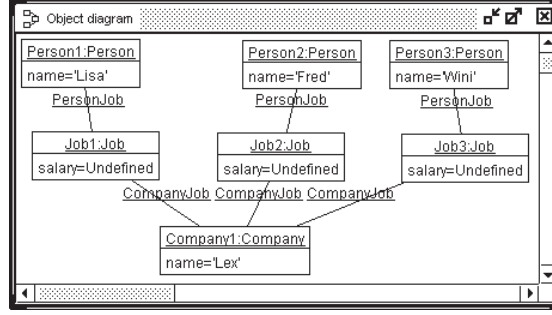 Object diagram
Person1:Person Person2:Person Person3:Person
name='Lisa' name='Fred' name='Wini'
PersonJob PersonJob PersonJob
Job1:Job Job2:Job Job3:Job
salary=Undefined salary=Undefined salary=Undefined
CompanyJob CompanyJob CompanyJob
Company1:Company
name='Lex'